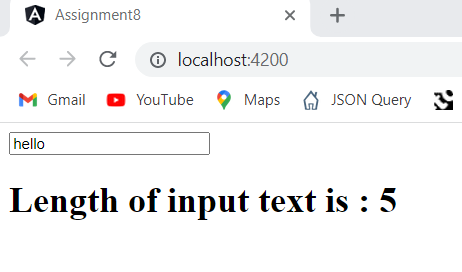 Assignment8
localhost:4200
Gmail YouTube Maps JSON Query
hello
Length of input text is : 5